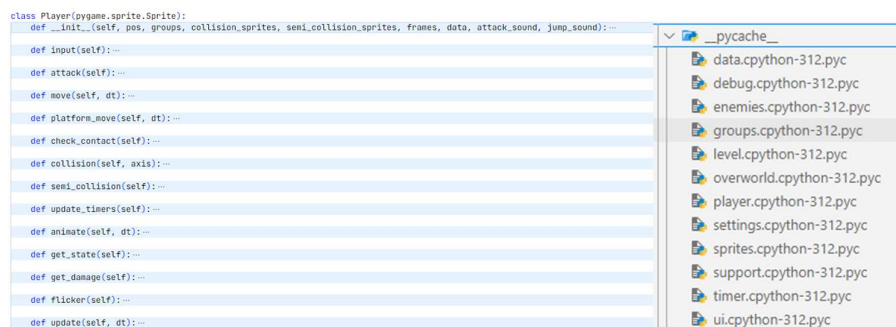 class Player(pygame.sprite.Sprite):
def __init__(self, pos, groups, collision_sprites, semi_collision_sprites, frames, data, attack_sound, jump_sound):···
def input(self):···
def attack(self):···
def move(self, dt):···
def platform_move(self, dt):···
def check_contact(self):···
def collision(self, axis):···
def semi_collision(self):···
def update_timers(self):···
def animate(self, dt):···
def get_state(self):···
def get_damage(self):···
def flicker(self):···
def update(self, dt):···
__pycache__
data.cpython-312.pyc
debug.cpython-312.pyc
enemies.cpython-312.pyc
groups.cpython-312.pyc
level.cpython-312.pyc
overworld.cpython-312.pyc
player.cpython-312.pyc
settings.cpython-312.pyc
sprites.cpython-312.pyc
support.cpython-312.pyc
timer.cpython-312.pyc
ui.cpython-312.pyc